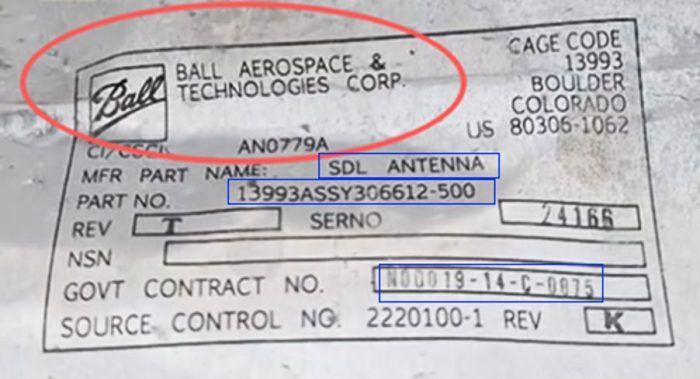 Ball
BALL AEROSPACE &
TECHNOLOGIES CORP.
CAGE CODE
13993
BOULDER
COLORADO
US 80306-1062
CI/CSCI AN0779A
MFR PART NAME: SDL ANTENNA
PART NO. 13993ASSY306612-500
REV T SERNO 24166
NSN
GOVT CONTRACT NO. N00019-14-C-0075
SOURCE CONTROL NO. 2220100-1 REV K